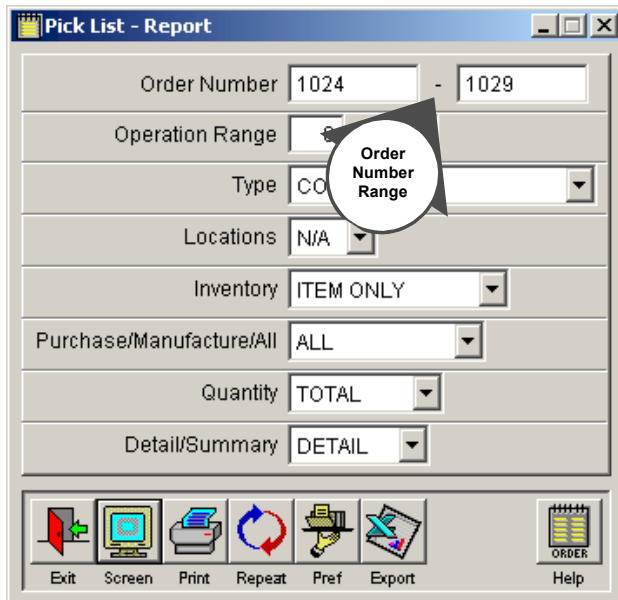 Pick List - Report
Order Number 1024 - 1029
Operation Range
Order
Number
Range
Type CO
Locations N/A
Inventory ITEM ONLY
Purchase/Manufacture/All ALL
Quantity TOTAL
Detail/Summary DETAIL
ORDER
Exit Screen Print Repeat Pref Export Help